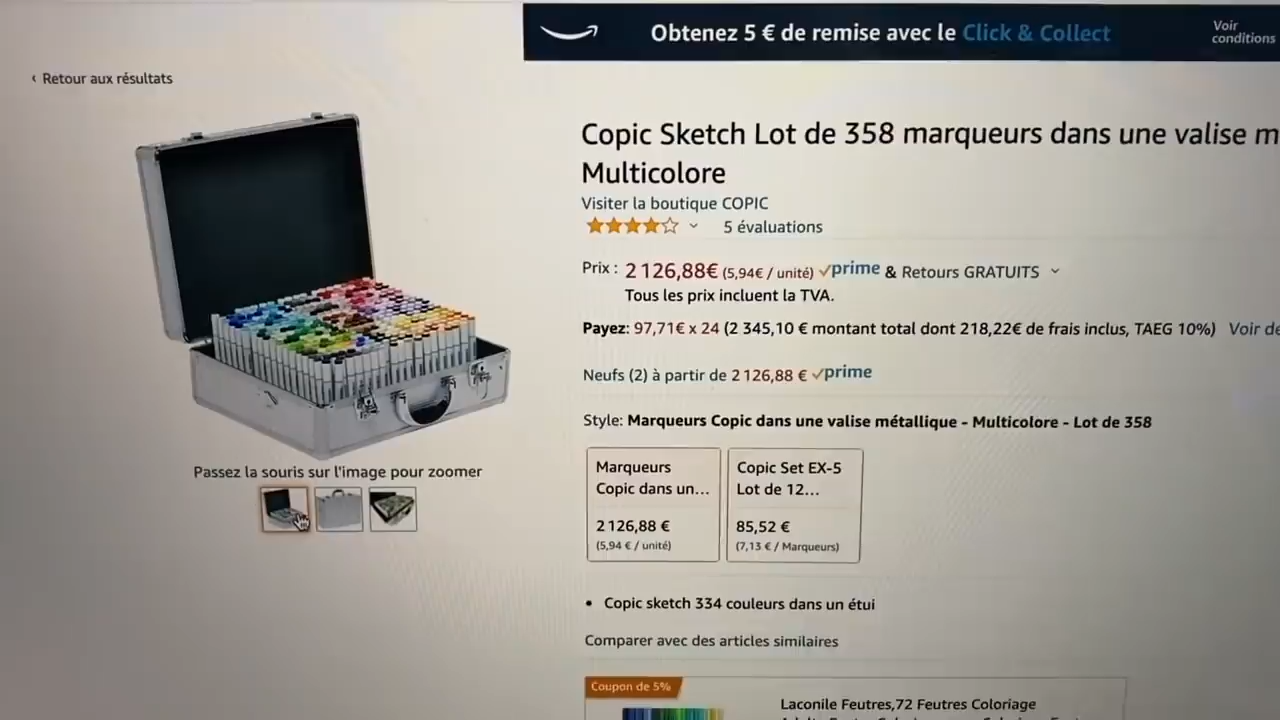 Obtenez 5 € de remise avec le Click & Collect
Voir
conditions
‹ Retour aux résultats
Copic Sketch Lot de 358 marqueurs dans une valise m
Multicolore
Visiter la boutique COPIC
5 évaluations
Prix : 2 126,88€ (5,94€ / unité) prime & Retours GRATUITS
Tous les prix incluent la TVA.
Payez: 97,71€ x 24 (2 345,10 € montant total dont 218,22€ de frais inclus, TAEG 10%) Voir dé
Neufs (2) à partir de 2 126,88 € prime
Style: Marqueurs Copic dans une valise métallique - Multicolore - Lot de 358
Marqueurs
Copic dans un...
2 126,88 €
(5,94 € / unité)
Copic Set EX-5
Lot de 12...
85,52 €
(7,13 € / Marqueurs)
Passez la souris sur l'image pour zoomer
• Copic sketch 334 couleurs dans un étui
Comparer avec des articles similaires
Coupon de 5%
Laconile Feutres,72 Feutres Coloriage